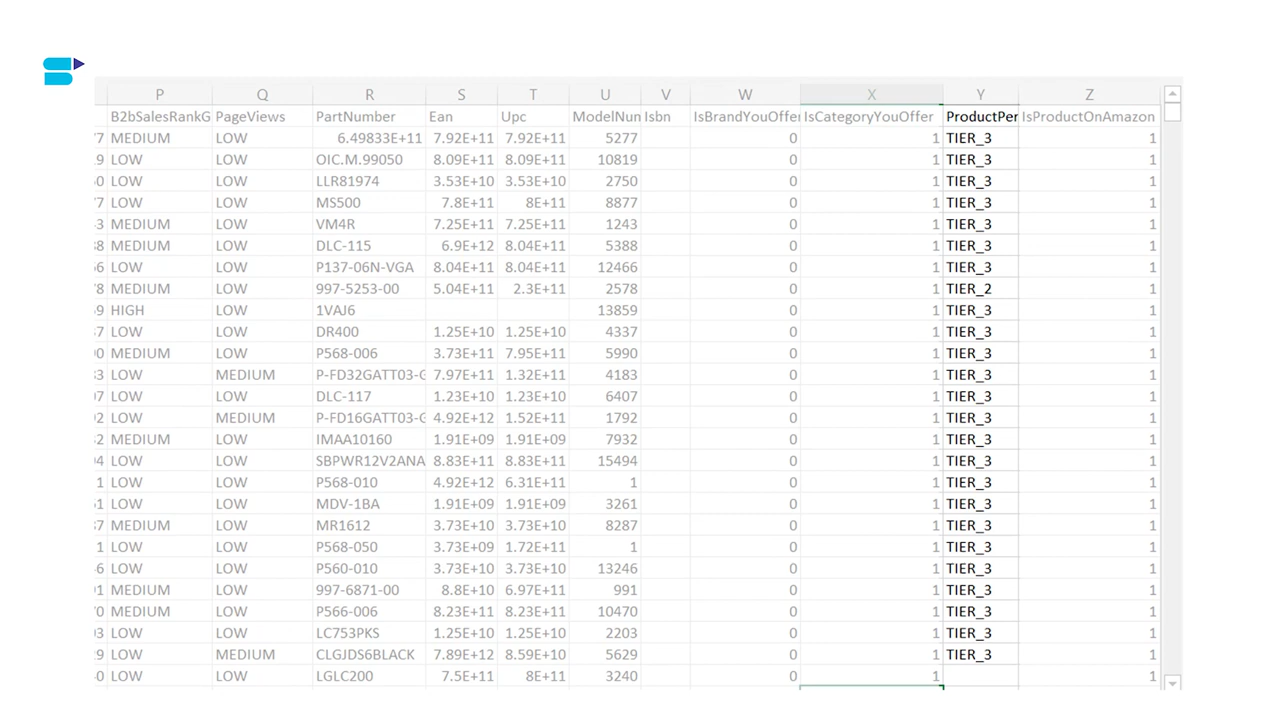 P Q R S T U V W X Y Z
B2bSalesRankG PageViews PartNumber Ean Upc ModelNun Isbn IsBrandYouOffer IsCategoryYouOffer ProductPer IsProductOnAmazon
77 MEDIUM LOW 6.49833E+11 7.92E+11 7.92E+11 5277 0 1 TIER_3 1
19 LOW LOW OIC.M.99050 8.09E+11 8.09E+11 10819 0 1 TIER_3 1
LOW LOW LLR81974 3.53E+10 3.53E+10 2750 0 1 TIER_3 1
77 LOW LOW MS500 7.8E+11 8E+11 8877 0 1 TIER_3 1
43 MEDIUM LOW VM4R 7.25E+11 7.25E+11 1243 0 1 TIER_3 1
38 MEDIUM LOW DLC-115 6.9E+12 8.04E+11 5388 0 1 TIER_3 1
LOW LOW P137-06N-VGA 8.04E+11 8.04E+11 12466 0 1 TIER_3 1
78 MEDIUM LOW 997-5253-00 5.04E+11 2.3E+11 2578 0 1 TIER_2 1
HIGH LOW 1VAJ6 13859 0 1 TIER_3 1
37 LOW LOW DR400 1.25E+10 1.25E+10 4337 0 1 TIER_3 1
MEDIUM LOW P568-006 3.73E+11 7.95E+11 5990 0 1 TIER_3 1
LOW MEDIUM P-FD32GATT03-G 7.97E+11 1.32E+11 4183 0 1 TIER_3 1
LOW LOW DLC-117 1.23E+10 1.23E+10 6407 0 1 TIER_3 1
LOW MEDIUM P-FD16GATT03-G 4.92E+12 1.52E+11 1792 0 1 TIER_3 1
MEDIUM LOW IMAA10160 1.91E+09 1.91E+09 7932 0 1 TIER_3 1
LOW LOW SBPWR12V2ANA 8.83E+11 8.83E+11 15494 0 1 TIER_3 1
1 LOW LOW P568-010 4.92E+12 6.31E+11 1 0 1 TIER_3 1
LOW LOW MDV-1BA 1.91E+09 1.91E+09 3261 0 1 TIER_3 1
37 MEDIUM LOW MR1612 3.73E+10 3.73E+10 8287 0 1 TIER_3 1
1 LOW LOW P568-050 3.73E+09 1.72E+11 1 0 1 TIER_3 1
LOW LOW P560-010 3.73E+10 3.73E+10 13246 0 1 TIER_3 1
MEDIUM LOW 997-6871-00 8.8E+10 6.97E+11 991 0 1 TIER_3 1
70 MEDIUM LOW P566-006 8.23E+11 8.23E+11 10470 0 1 TIER_3 1
LOW LOW LC753PKS 1.25E+10 1.25E+10 2203 0 1 TIER_3 1
LOW MEDIUM CLGJDS6BLACK 7.89E+12 8.59E+10 5629 0 1 TIER_3 1
LOW LOW LGLC200 7.5E+11 8E+11 3240 0 1 1